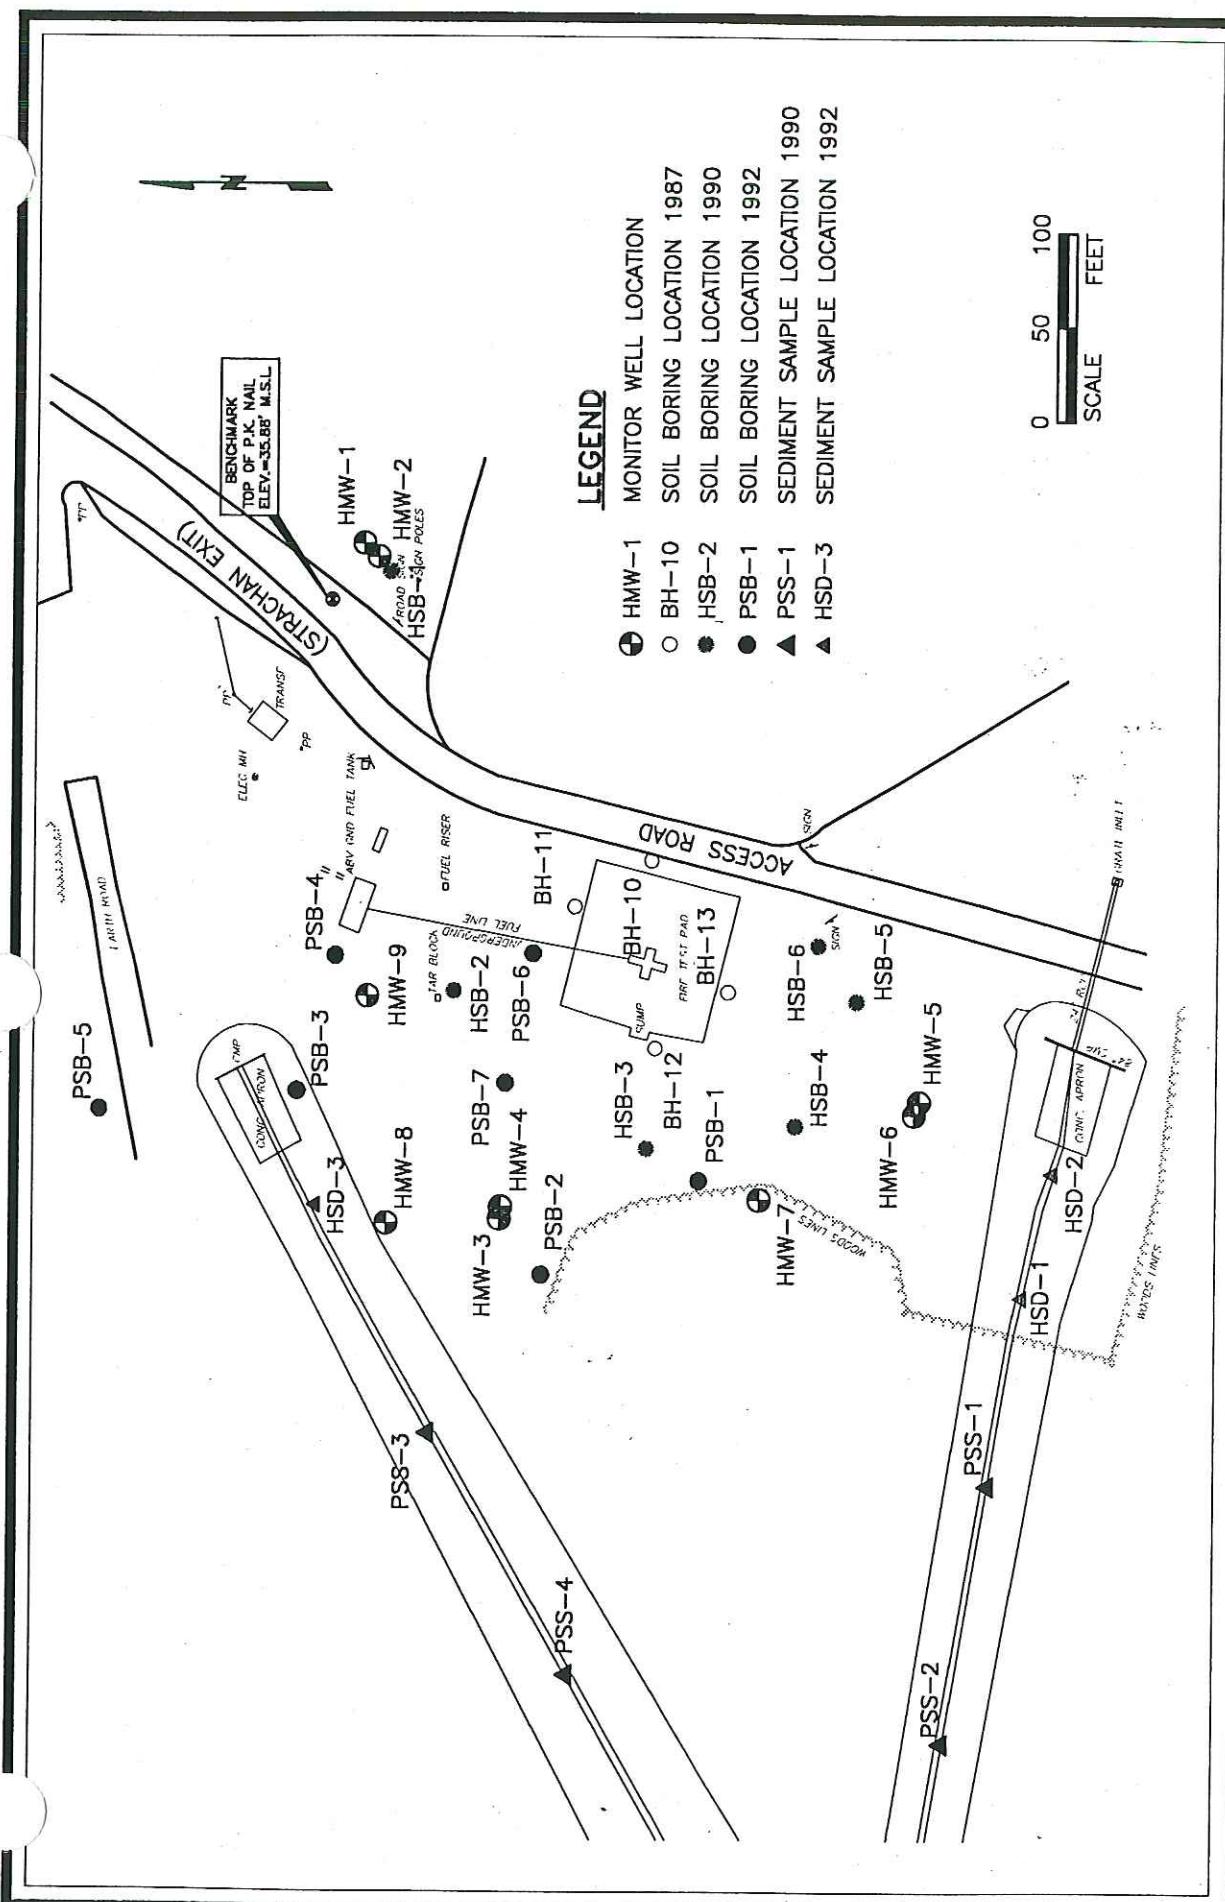 BENCHMARK
TOP OF P.K. NAIL
ELEV.=35.88' M.S.L.
(STRACHAN EXIT)
N
PP
HMW-1
HMW-2
ROAD SIGN
SIGN POLES
HSB-1
PP
TRANSF
PP
ELEC MH
ABV GND FUEL TANK
FUEL RISER
EARTH ROAD
PSB-5
PSB-4
PSB-3
HMW-9
TAR BLOCK
HSB-2
PSB-6
UNDERGROUND
FUEL LINE
BH-11
BH-10
FIRE TEST PAD
BH-13
SUMP
BH-12
ACCESS ROAD
SIGN
SIGN
HSB-6
HSB-5
HSB-4
HSB-3
PSB-7
HMW-4
HMW-3
PSB-2
PSB-1
HMW-7
WOODS LINES
HMW-6
HMW-5
HMW-8
CMP
CONC. APRON
HSD-3
PSS-3
PSS-4
CONC. APRON
HSD-2
HSD-1
PSS-1
PSS-2
WOODS LINES
LEGEND
HMW-1 MONITOR WELL LOCATION
BH-10 SOIL BORING LOCATION 1987
HSB-2 SOIL BORING LOCATION 1990
PSB-1 SOIL BORING LOCATION 1992
PSS-1 SEDIMENT SAMPLE LOCATION 1990
HSD-3 SEDIMENT SAMPLE LOCATION 1992
0 50 100
SCALE FEET